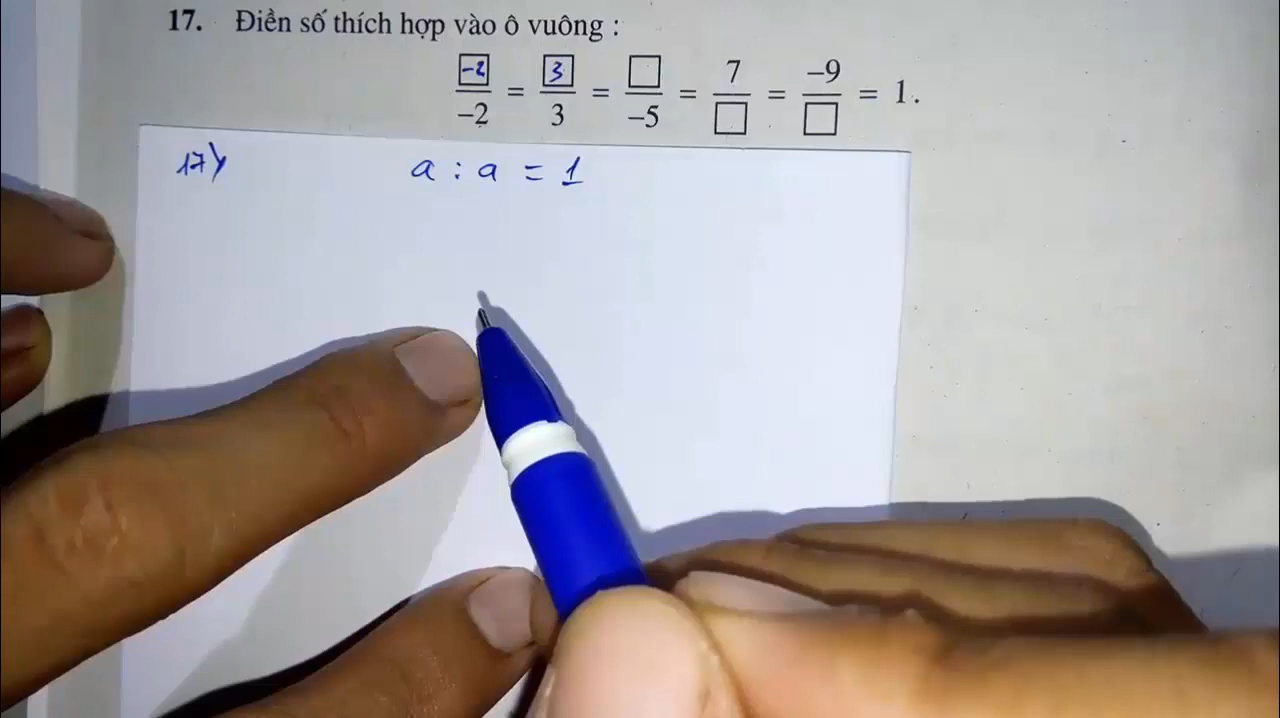 17. Điền số thích hợp vào ô vuông :
-2/-2 = 3/3 = □/-5 = 7/□ = -9/□ = 1.
17) a : a = 1